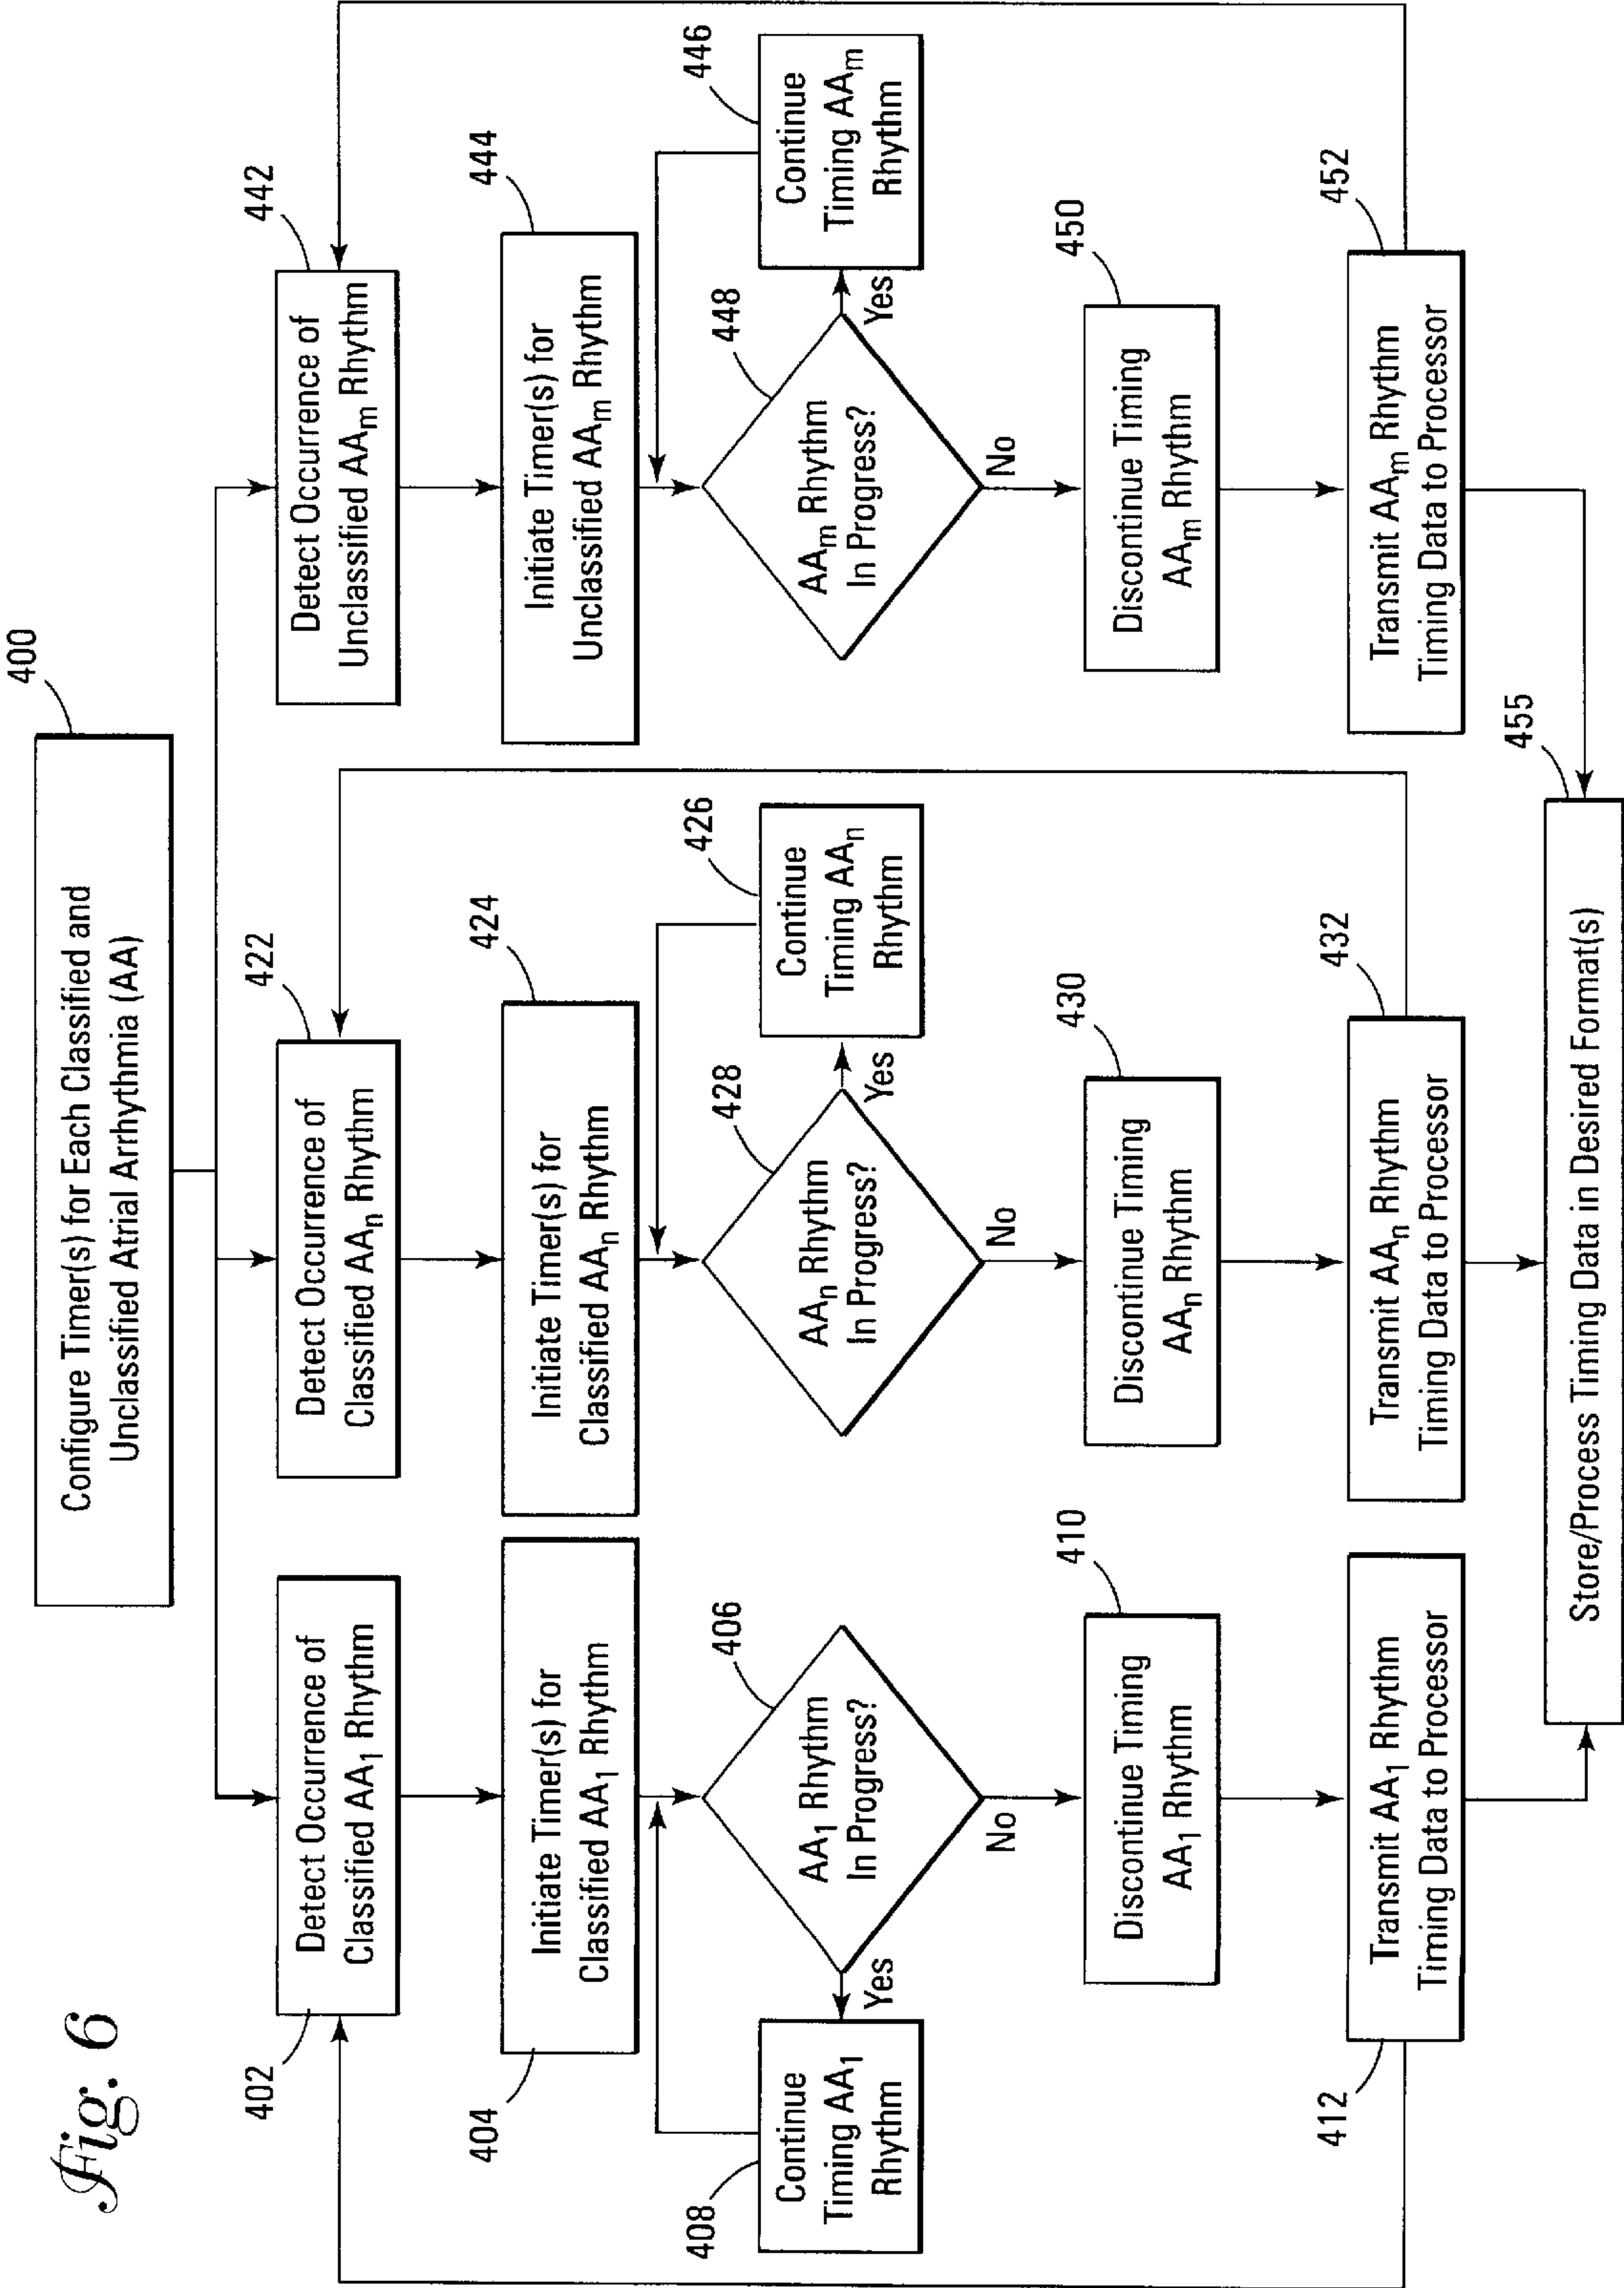 Fig. 6
400
Configure Timer(s) for Each Classified and
Unclassified Atrial Arrhythmia (AA)
402
Detect Occurrence of
Classified AA1 Rhythm
404
Initiate Timer(s) for
Classified AA1 Rhythm
406
AA1 Rhythm
In Progress?
Yes
No
408
Continue
Timing AA1
Rhythm
410
Discontinue Timing
AA1 Rhythm
412
Transmit AA1 Rhythm
Timing Data to Processor
422
Detect Occurrence of
Classified AAn Rhythm
424
Initiate Timer(s) for
Classified AAn Rhythm
428
AAn Rhythm
In Progress?
Yes
No
426
Continue
Timing AAn
Rhythm
430
Discontinue Timing
AAn Rhythm
432
Transmit AAn Rhythm
Timing Data to Processor
442
Detect Occurrence of
Unclassified AAm Rhythm
444
Initiate Timer(s) for
Unclassified AAm Rhythm
448
AAm Rhythm
In Progress?
Yes
No
446
Continue
Timing AAm
Rhythm
450
Discontinue Timing
AAm Rhythm
452
Transmit AAm Rhythm
Timing Data to Processor
455
Store/Process Timing Data in Desired Format(s)